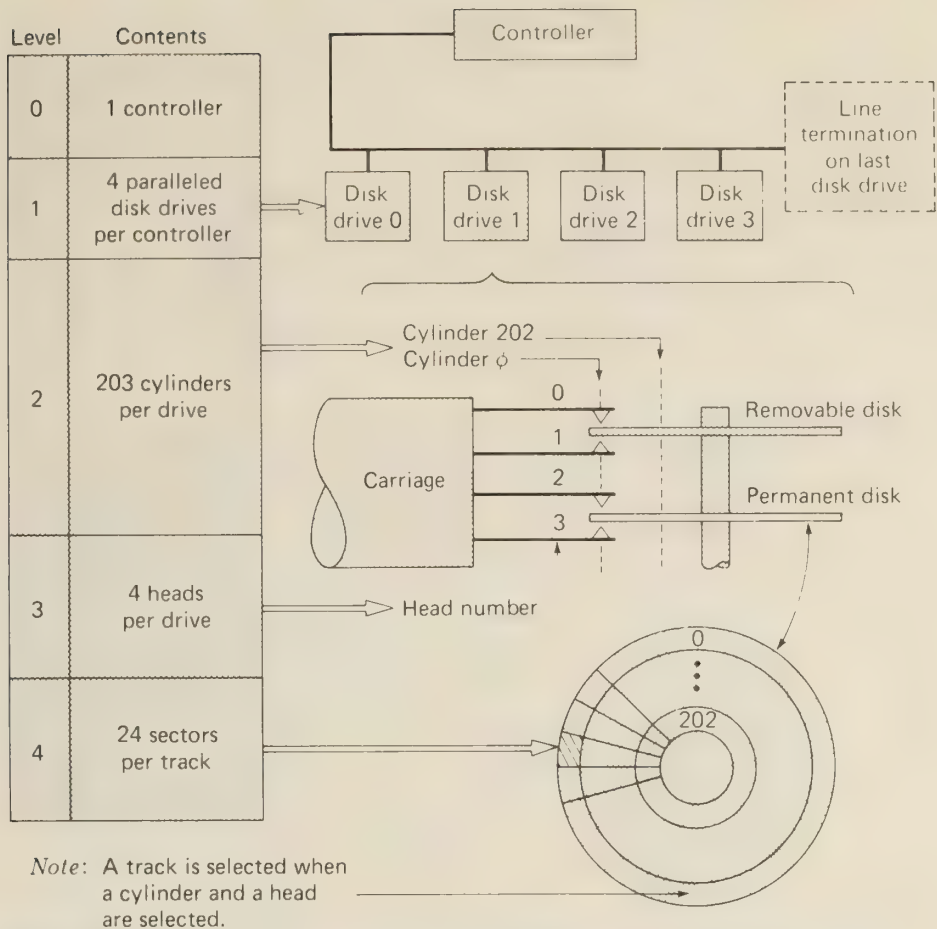 Level Contents
0 1 controller
1 4 paralleled
disk drives
per controller
2 203 cylinders
per drive
3 4 heads
per drive
4 24 sectors
per track
Controller
Line
termination
on last
disk drive
Disk
drive 0
Disk
drive 1
Disk
drive 2
Disk
drive 3
Cylinder 202
Cylinder ϕ
0
1
2
3
Carriage
Removable disk
Permanent disk
Head number
0
202
Note: A track is selected when
a cylinder and a head
are selected.